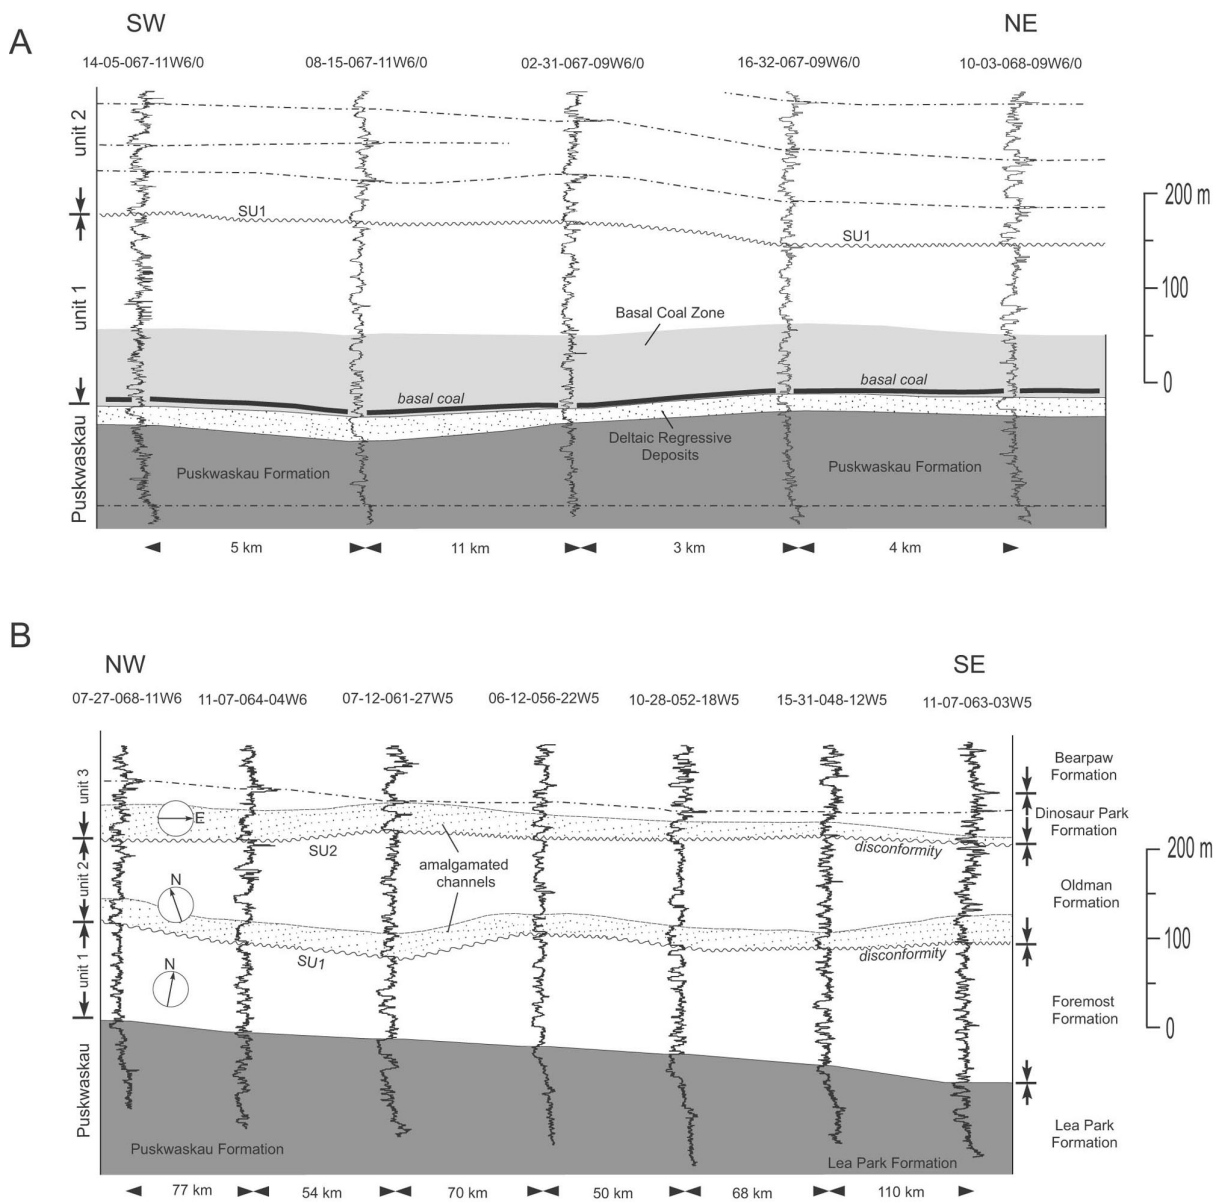 A
SW
NE
14-05-067-11W6/0
08-15-067-11W6/0
02-31-067-09W6/0
16-32-067-09W6/0
10-03-068-09W6/0
unit 2
SU1
SU1
200 m
100
0
unit 1
Basal Coal Zone
basal coal
basal coal
Deltaic Regressive
Deposits
Puskwaskau
Puskwaskau Formation
Puskwaskau Formation
5 km
11 km
3 km
4 km
B
NW
SE
07-27-068-11W6
11-07-064-04W6
07-12-061-27W5
06-12-056-22W5
10-28-052-18W5
15-31-048-12W5
11-07-063-03W5
unit 3
E
SU2
amalgamated
channels
disconformity
unit 2
N
SU1
disconformity
unit 1
N
Bearpaw
Formation
Dinosaur Park
Formation
Oldman
Formation
Foremost
Formation
Lea Park
Formation
200 m
100
0
Puskwaskau
Puskwaskau Formation
Lea Park Formation
77 km
54 km
70 km
50 km
68 km
110 km